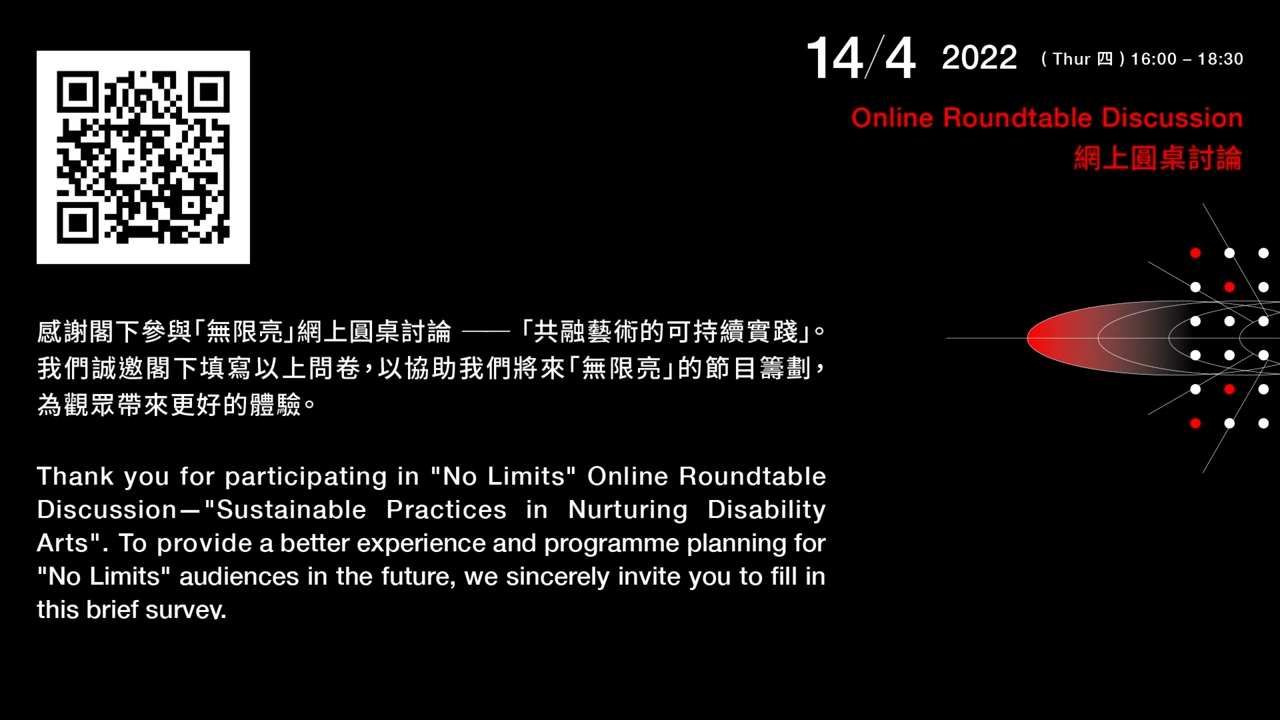 14/4 2022 ( Thur 四 ) 16:00 – 18:30
Online Roundtable Discussion
網上圓桌討論
感謝閣下參與「無限亮」網上圓桌討論 ——「共融藝術的可持續實踐」。
我們誠邀閣下填寫以上問卷，以協助我們將來「無限亮」的節目籌劃，
為觀眾帶來更好的體驗。
Thank you for participating in "No Limits" Online Roundtable
Discussion—"Sustainable Practices in Nurturing Disability
Arts". To provide a better experience and programme planning for
"No Limits" audiences in the future, we sincerely invite you to fill in
this brief survey.